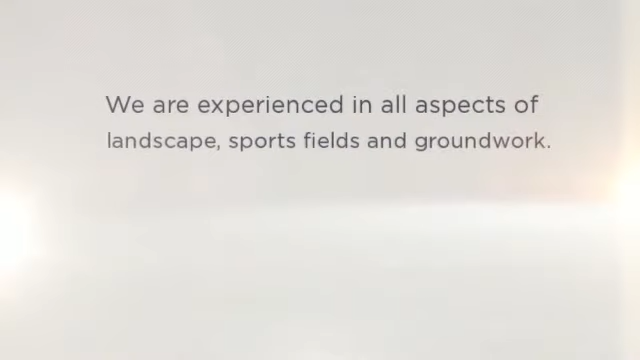 We are experienced in all aspects of
landscape, sports fields and groundwork.